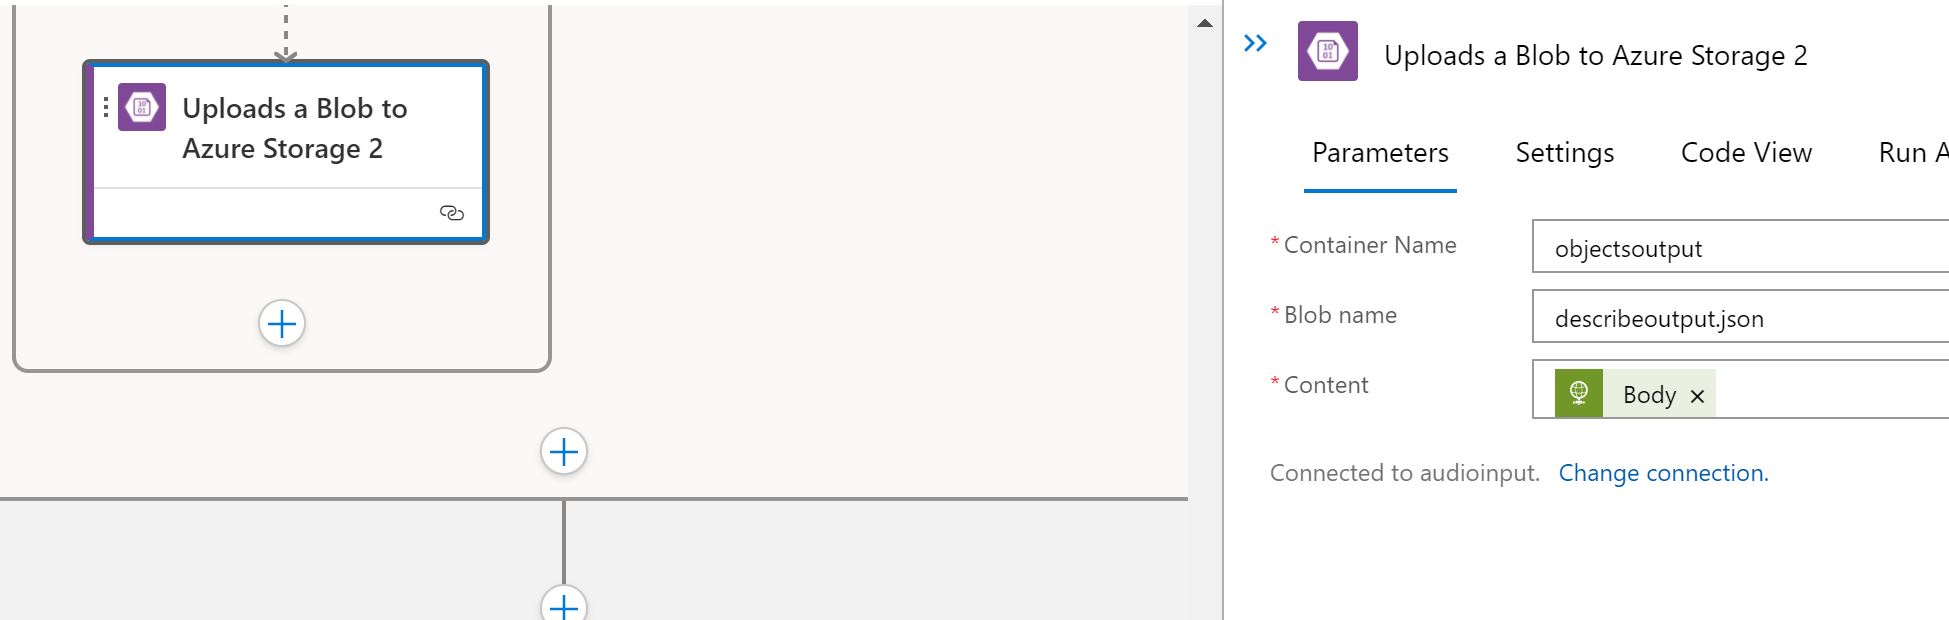 Uploads a Blob to
Azure Storage 2
Uploads a Blob to Azure Storage 2
Parameters
Settings
Code View
Run A
*Container Name
objectsoutput
*Blob name
describeoutput.json
*Content
Body ×
Connected to audioinput. Change connection.